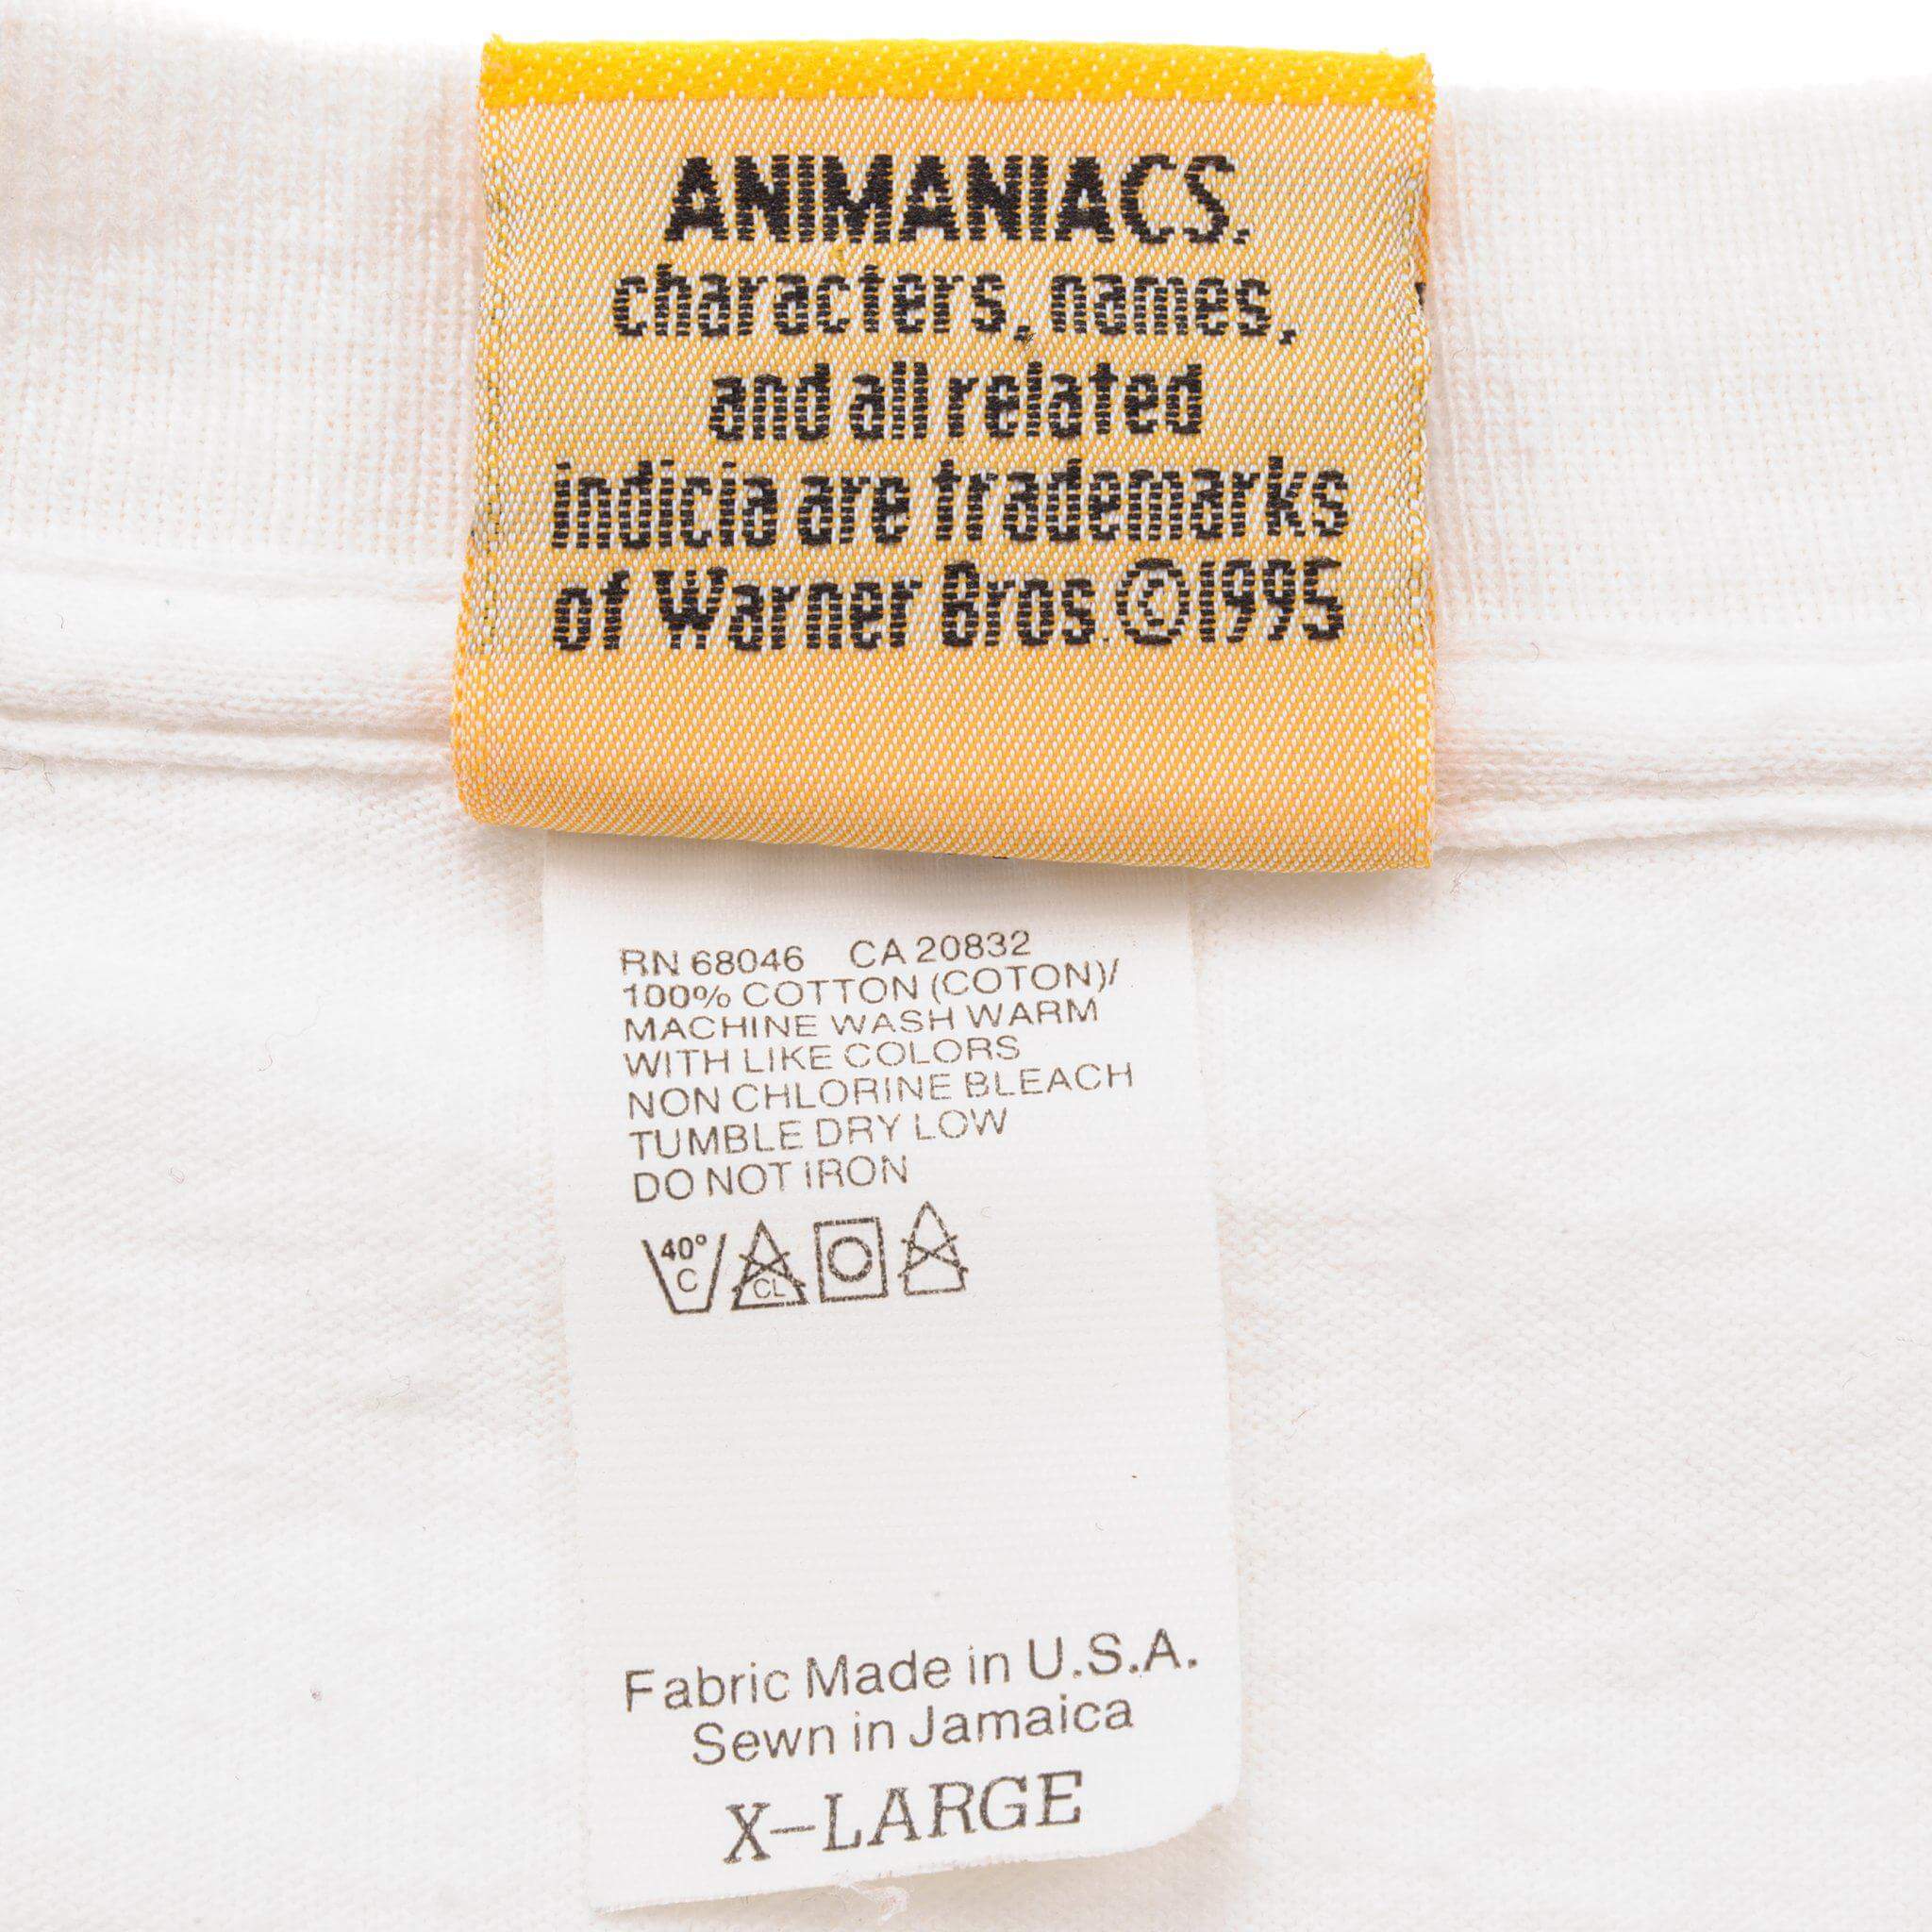 ANIMANIACS.
characters, names,
and all related
indicia are trademarks
of Warner Bros. ©1995
RN 68046 CA 20832
100% COTTON (COTON)/
MACHINE WASH WARM
WITH LIKE COLORS
NON CHLORINE BLEACH
TUMBLE DRY LOW
DO NOT IRON
40° C CL
Fabric Made in U.S.A.
Sewn in Jamaica
X-LARGE